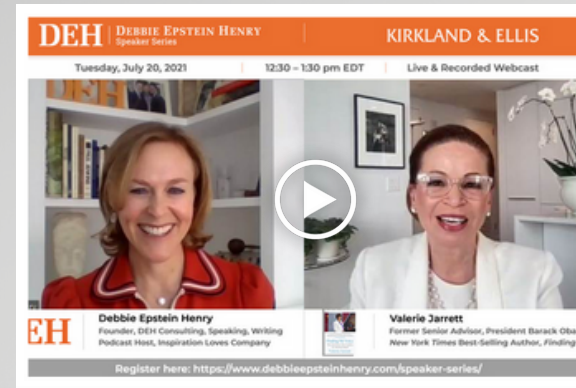 DEH
DEBBIE EPSTEIN HENRY
Speaker Series
KIRKLAND & ELLIS
Tuesday, July 20, 2021
12:30 – 1:30 pm EDT
Live & Recorded Webcast
DEH
EH
Debbie Epstein Henry
Founder, DEH Consulting, Speaking, Writing
Podcast Host, Inspiration Loves Company
Valerie Jarrett
Former Senior Advisor, President Barack Oba
New York Times Best-Selling Author, Finding
Register here: https://www.debbieepsteinhenry.com/speaker-series/